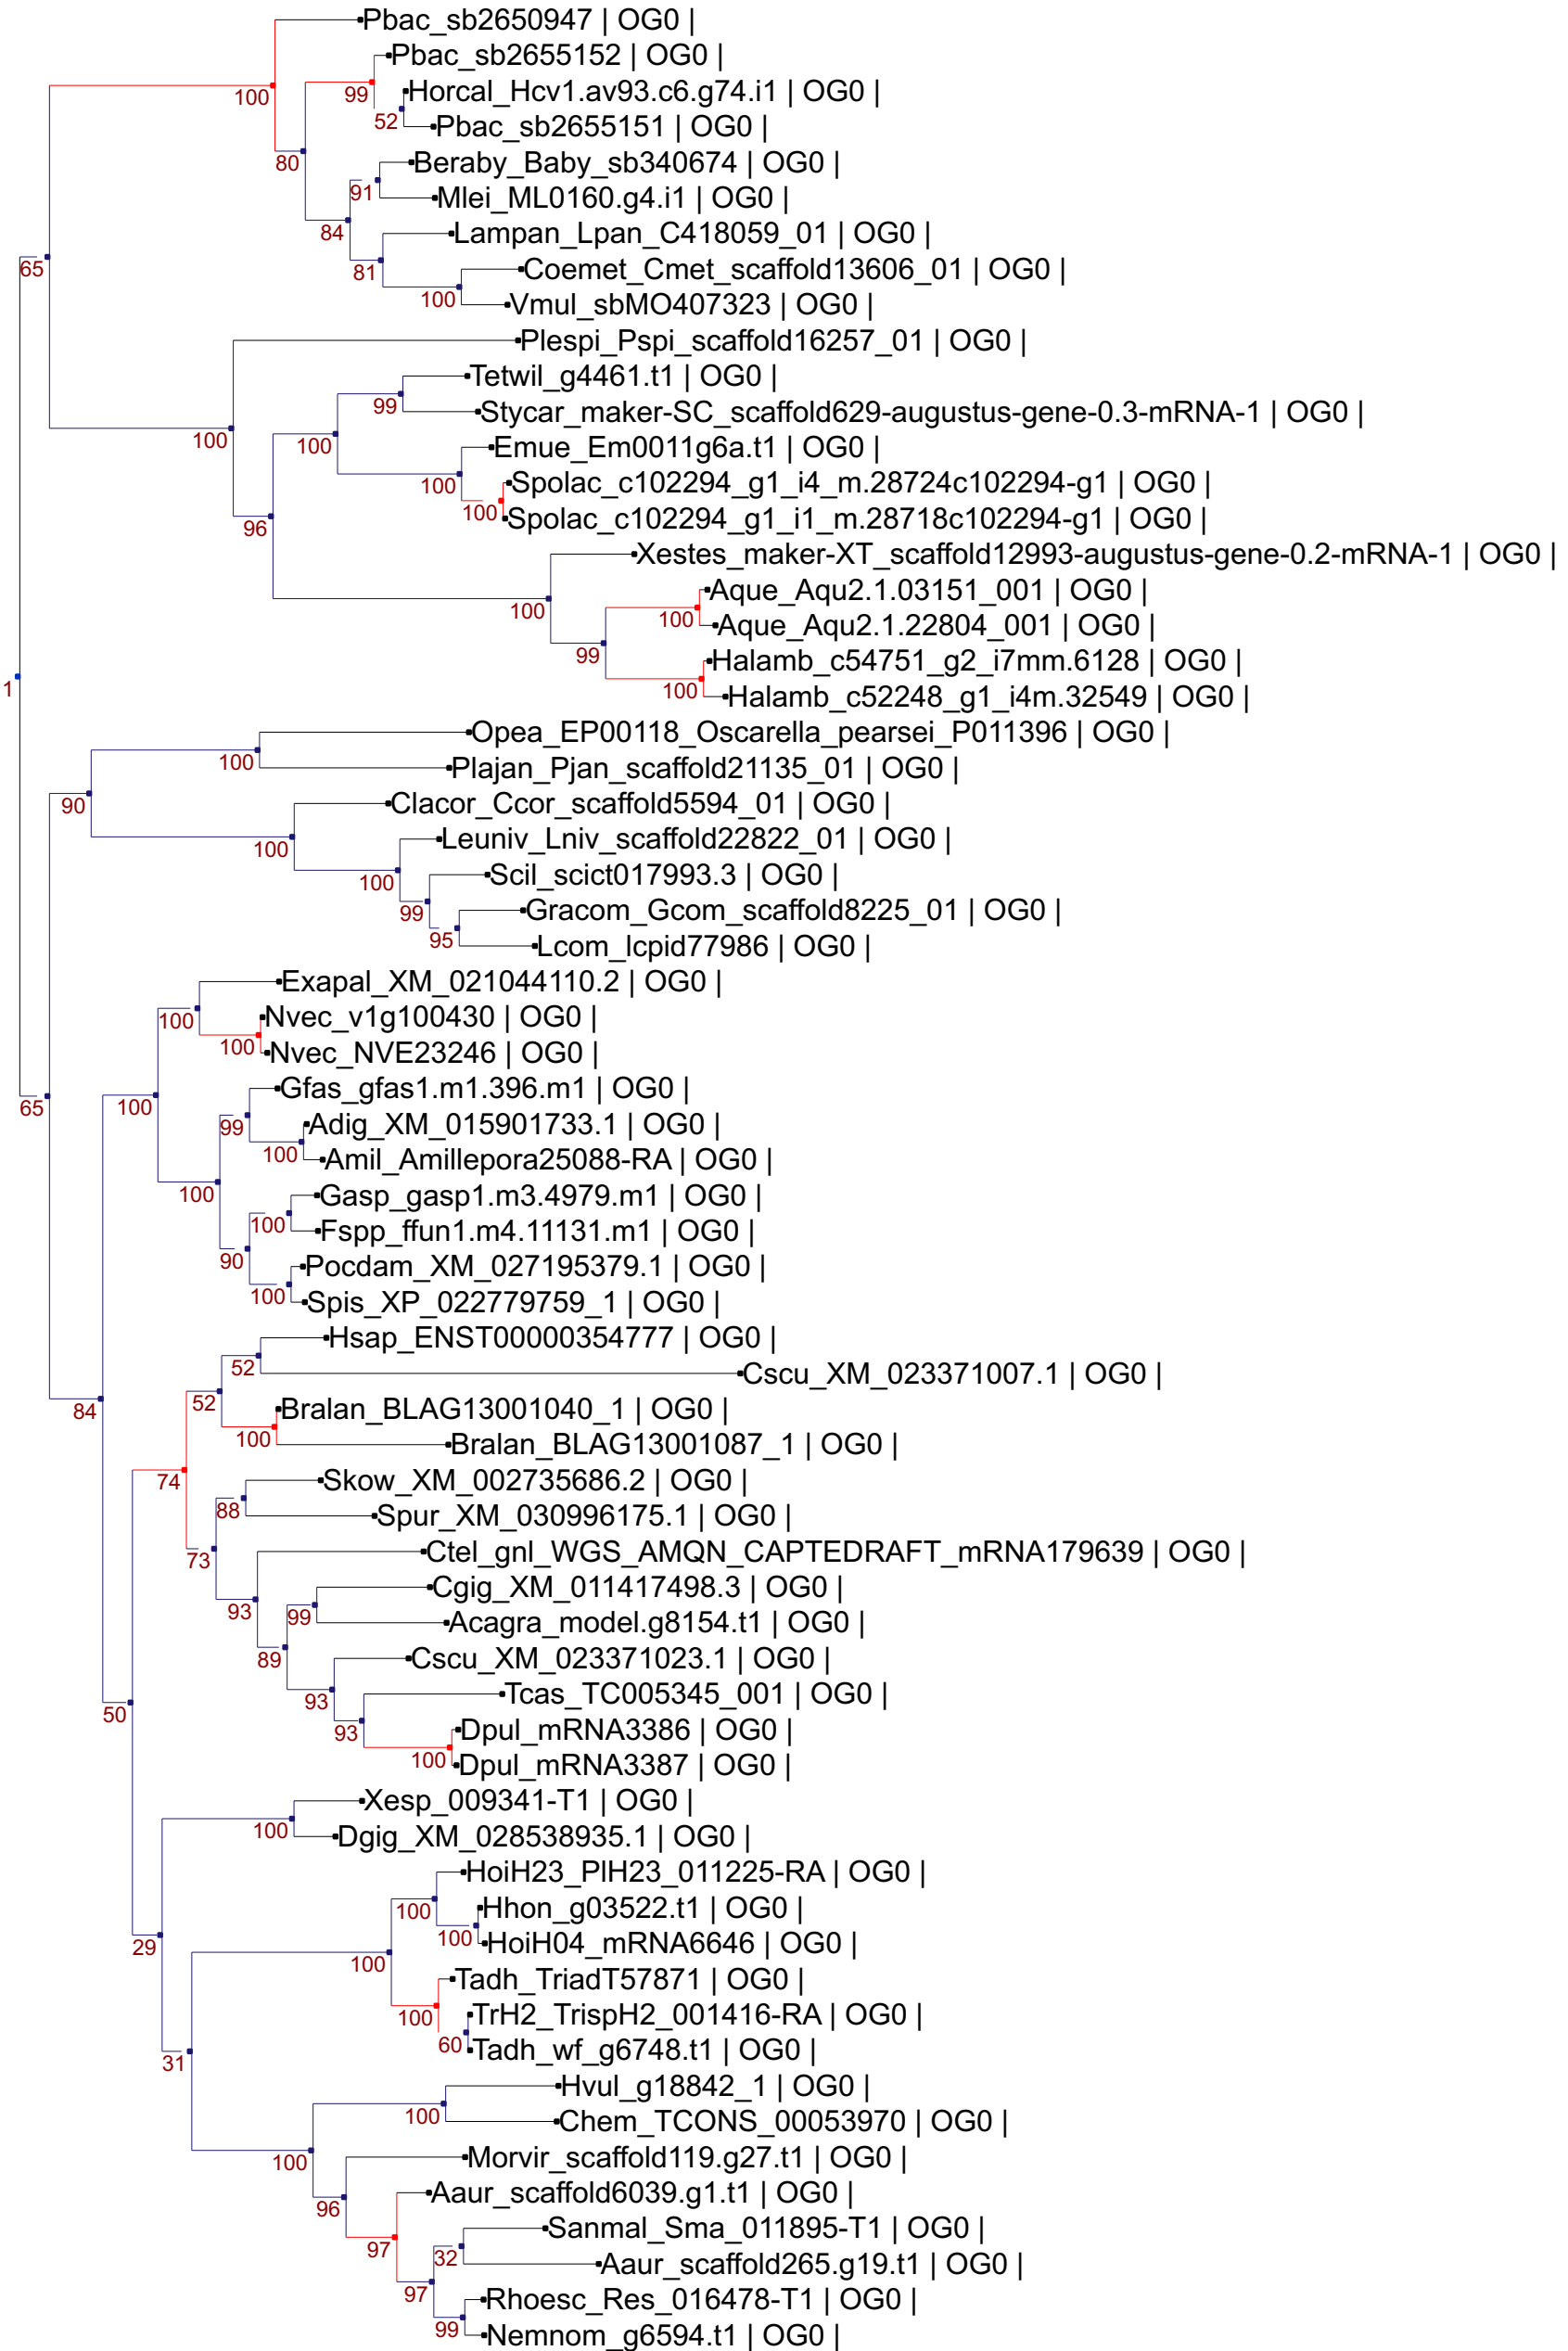 Pbac_sb2650947 | OG0 |
Pbac_sb2655152 | OG0 |
100
99
Horcal_Hcv1.av93.c6.g74.i1 | OG0 |
52
Pbac_sb2655151 | OG0 |
80
Beraby_Baby_sb340674 | OG0 |
91
Mlei_ML0160.g4.i1 | OG0 |
84
Lampan_Lpan_C418059_01 | OG0 |
65
81
Coemet_Cmet_scaffold13606_01 | OG0 |
100
Vmul_sbMO407323 | OG0 |
Plespi_Pspi_scaffold16257_01 | OG0 |
Tetwil_g4461.t1 | OG0 |
99
Stycar_maker-SC_scaffold629-augustus-gene-0.3-mRNA-1 | OG0 |
100
100
Emue_Em0011g6a.t1 | OG0 |
100
Spolac_c102294_g1_i4_m.28724c102294-g1 | OG0 |
100
Spolac_c102294_g1_i1_m.28718c102294-g1 | OG0 |
96
Xestes_maker-XT_scaffold12993-augustus-gene-0.2-mRNA-1 | OG0 |
Aque_Aqu2.1.03151_001 | OG0 |
100
100
Aque_Aqu2.1.22804_001 | OG0 |
99
Halamb_c54751_g2_i7mm.6128 | OG0 |
1
100
Halamb_c52248_g1_i4m.32549 | OG0 |
Opea_EP00118_Oscarella_pearsei_P011396 | OG0 |
100
Plajan_Pjan_scaffold21135_01 | OG0 |
90
Clacor_Ccor_scaffold5594_01 | OG0 |
100
Leuniv_Lniv_scaffold22822_01 | OG0 |
100
Scil_scict017993.3 | OG0 |
99
Gracom_Gcom_scaffold8225_01 | OG0 |
95
Lcom_lcpid77986 | OG0 |
Exapal_XM_021044110.2 | OG0 |
100
Nvec_v1g100430 | OG0 |
100
Nvec_NVE23246 | OG0 |
Gfas_gfas1.m1.396.m1 | OG0 |
65
100
99
Adig_XM_015901733.1 | OG0 |
100
Amil_Amillepora25088-RA | OG0 |
100
Gasp_gasp1.m3.4979.m1 | OG0 |
100
Fspp_ffun1.m4.11131.m1 | OG0 |
90
Pocdam_XM_027195379.1 | OG0 |
100
Spis_XP_022779759_1 | OG0 |
Hsap_ENST00000354777 | OG0 |
52
Cscu_XM_023371007.1 | OG0 |
84
52
Bralan_BLAG13001040_1 | OG0 |
100
Bralan_BLAG13001087_1 | OG0 |
74
Skow_XM_002735686.2 | OG0 |
88
Spur_XM_030996175.1 | OG0 |
73
Ctel_gnl_WGS_AMQN_CAPTEDRAFT_mRNA179639 | OG0 |
Cgig_XM_011417498.3 | OG0 |
93
99
Acagra_model.g8154.t1 | OG0 |
89
Cscu_XM_023371023.1 | OG0 |
93
Tcas_TC005345_001 | OG0 |
50
93
Dpul_mRNA3386 | OG0 |
100
Dpul_mRNA3387 | OG0 |
Xesp_009341-T1 | OG0 |
100
Dgig_XM_028538935.1 | OG0 |
HoiH23_PlH23_011225-RA | OG0 |
100
Hhon_g03522.t1 | OG0 |
100
HoiH04_mRNA6646 | OG0 |
29
100
Tadh_TriadT57871 | OG0 |
100
TrH2_TrispH2_001416-RA | OG0 |
60
Tadh_wf_g6748.t1 | OG0 |
31
Hvul_g18842_1 | OG0 |
100
Chem_TCONS_00053970 | OG0 |
100
Morvir_scaffold119.g27.t1 | OG0 |
Aaur_scaffold6039.g1.t1 | OG0 |
96
Sanmal_Sma_011895-T1 | OG0 |
97
32
Aaur_scaffold265.g19.t1 | OG0 |
97
Rhoesc_Res_016478-T1 | OG0 |
99
Nemnom_g6594.t1 | OG0 |